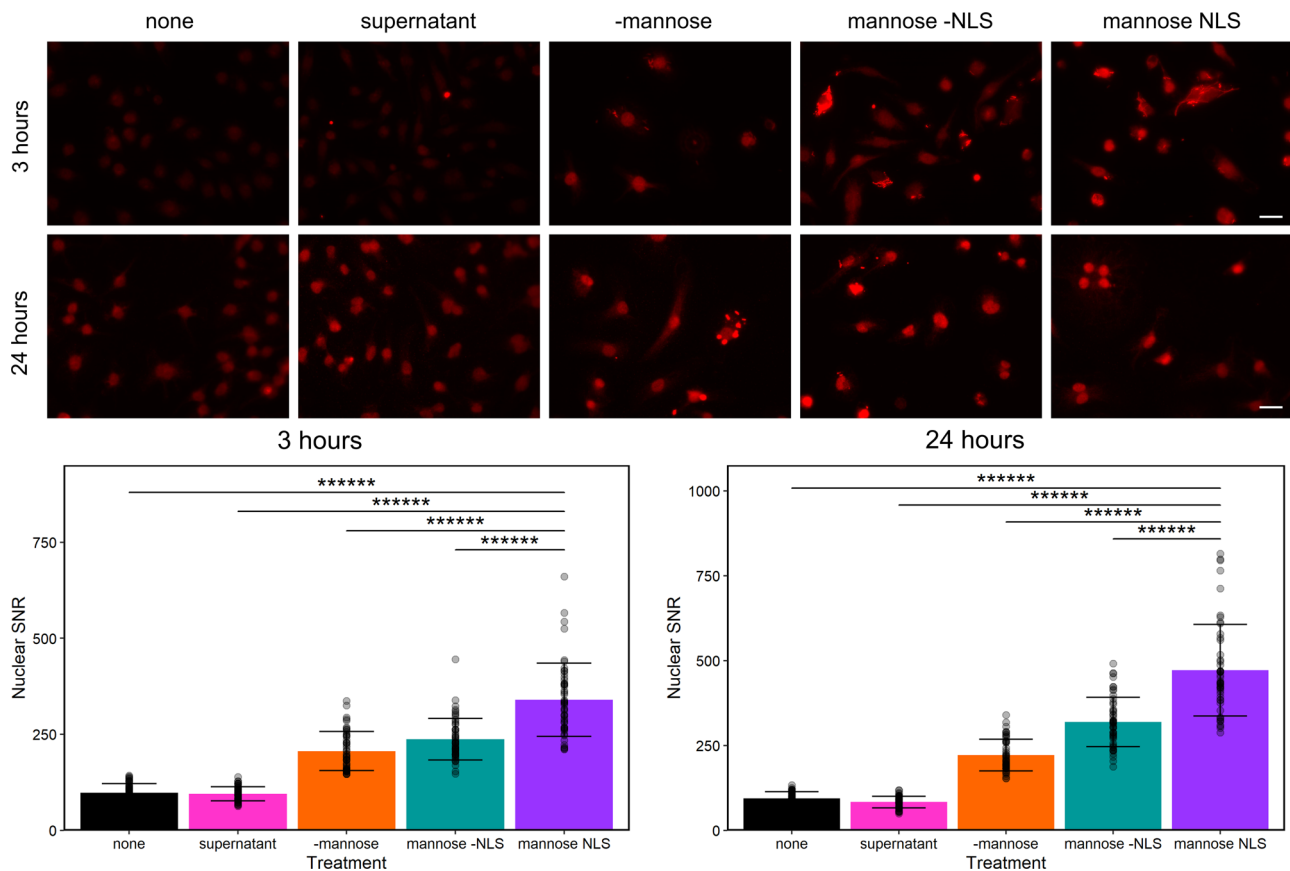 none supernatant -mannose mannose -NLS mannose NLS
3 hours
24 hours
3 hours
******
******
******
******
750
500
250
0
Nuclear SNR
none supernatant -mannose mannose -NLS mannose NLS
Treatment
24 hours
******
******
******
******
1000
750
500
250
0
Nuclear SNR
none supernatant -mannose mannose -NLS mannose NLS
Treatment